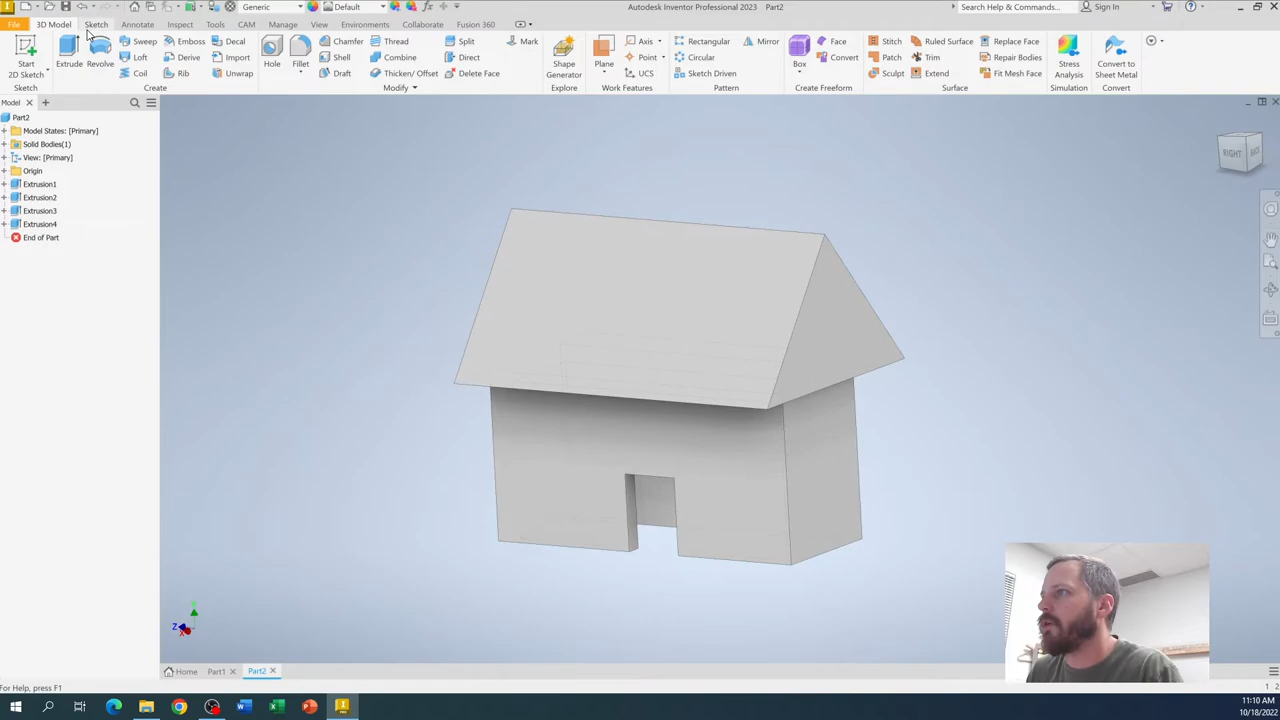 Generic
Default
Autodesk Inventor Professional 2023   Part2
Search Help & Commands...
Sign In
File
3D Model
Sketch
Annotate
Inspect
Tools
CAM
Manage
View
Environments
Collaborate
Fusion 360
Start
2D Sketch
Sketch
Extrude
Revolve
Sweep
Loft
Coil
Emboss
Derive
Rib
Decal
Import
Unwrap
Create
Hole
Fillet
Chamfer
Shell
Draft
Thread
Combine
Thicken/ Offset
Split
Direct
Delete Face
Modify
Mark
Shape
Generator
Explore
Plane
Axis
Point
UCS
Work Features
Rectangular
Circular
Sketch Driven
Mirror
Pattern
Box
Face
Convert
Create Freeform
Stitch
Patch
Sculpt
Ruled Surface
Trim
Extend
Replace Face
Repair Bodies
Fit Mesh Face
Surface
Stress
Analysis
Simulation
Convert to
Sheet Metal
Convert
Model
Part2
Model States: [Primary]
Solid Bodies(1)
View: [Primary]
Origin
Extrusion1
Extrusion2
Extrusion3
Extrusion4
End of Part
RIGHT
BACK
Z
X
Home
Part1
Part2
For Help, press F1
1 2
11:10 AM
10/18/2022